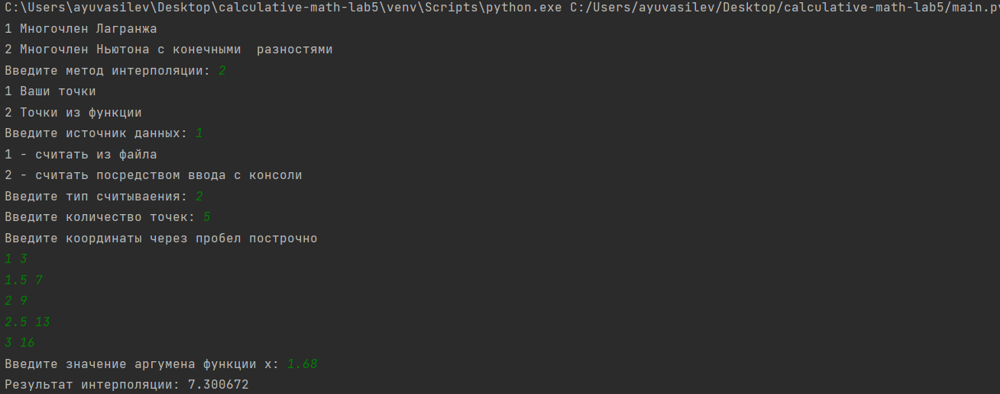 C:\Users\ayuvasilev\Desktop\calculative-math-lab5\venv\Scripts\python.exe C:/Users/ayuvasilev/Desktop/calculative-math-lab5/main.py
1 Многочлен Лагранжа
2 Многочлен Ньютона с конечными  разностями
Введите метод интерполяции: 2
1 Ваши точки
2 Точки из функции
Введите источник данных: 1
1 - считать из файла
2 - считать посредством ввода с консоли
Введите тип считываения: 2
Введите количество точек: 5
Введите координаты через пробел построчно
1 3
1.5 7
2 9
2.5 13
3 16
Введите значение аргумена функции x: 1.68
Результат интерполяции: 7.300672